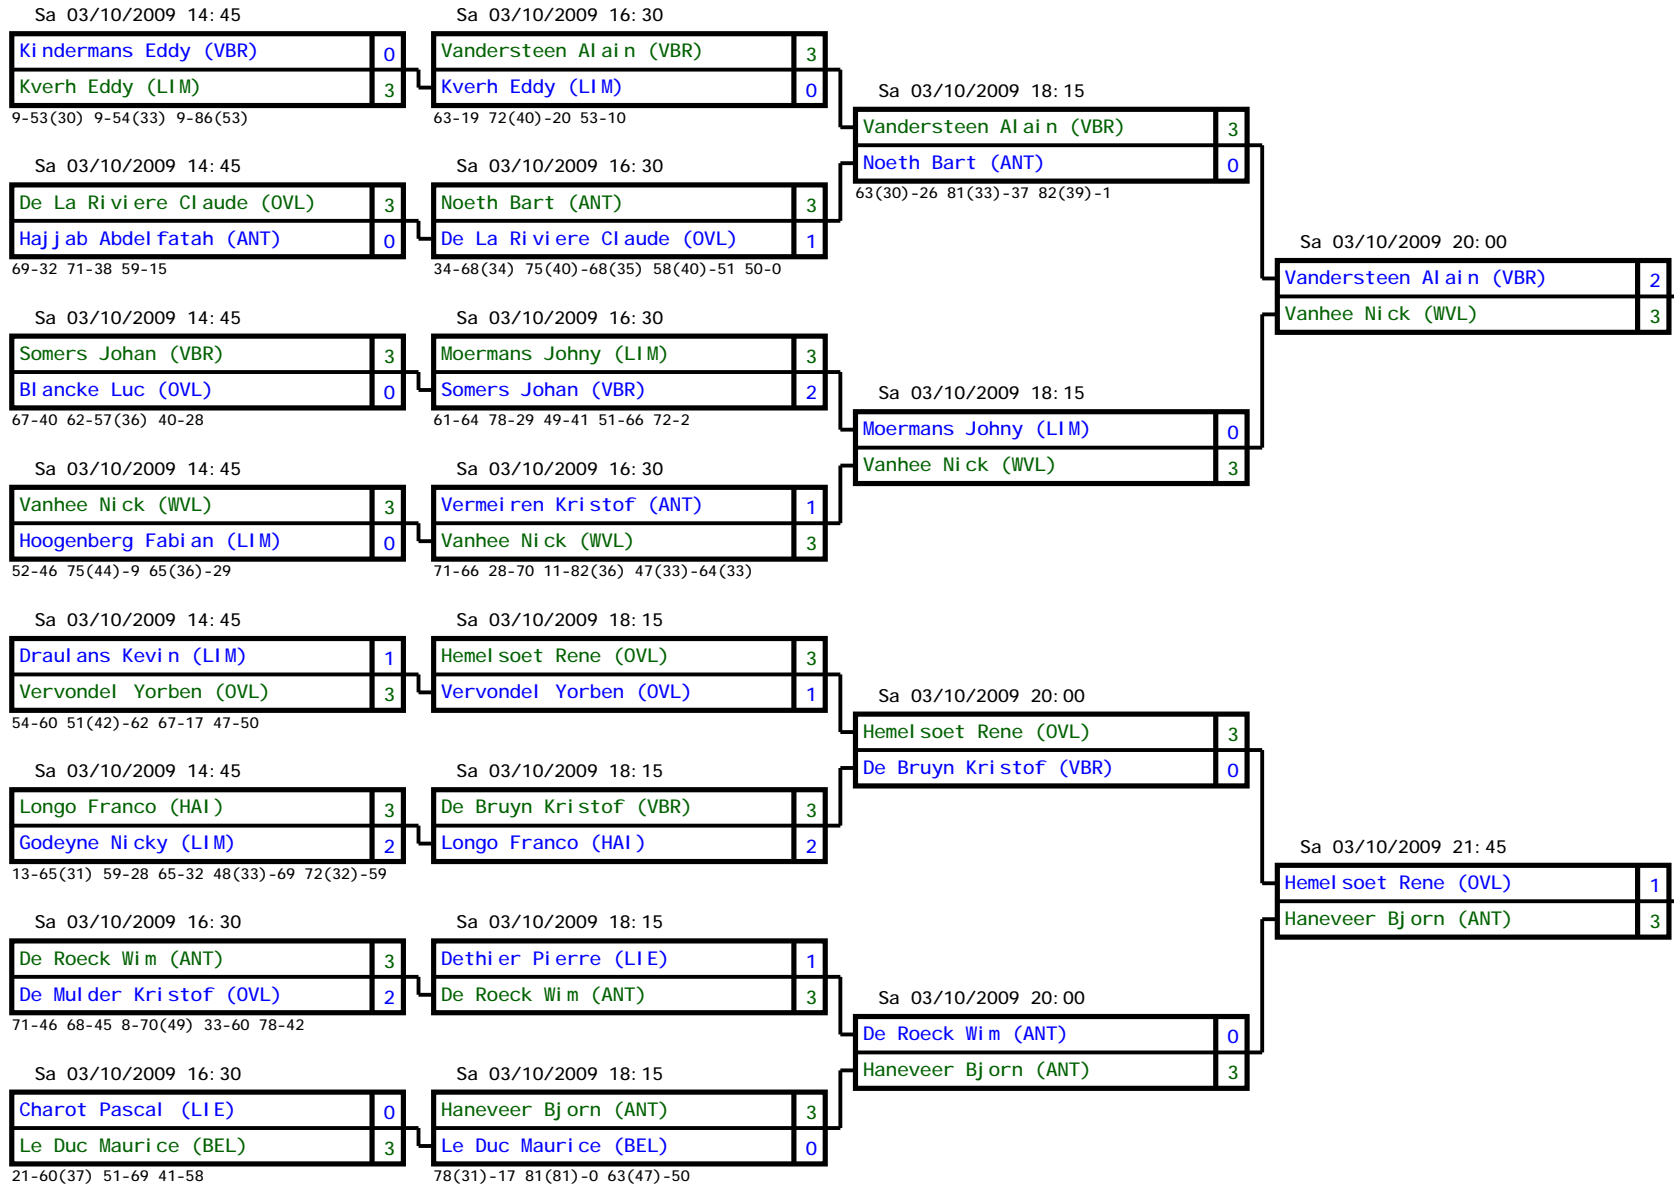 Sa 03/10/2009 14:45
Kindermans Eddy (VBR) 0
Kverh Eddy (LIM) 3
9-53(30) 9-54(33) 9-86(53)
Sa 03/10/2009 14:45
De La Riviere Claude (OVL) 3
Hajjab Abdelfatah (ANT) 0
69-32 71-38 59-15
Sa 03/10/2009 14:45
Somers Johan (VBR) 3
Blancke Luc (OVL) 0
67-40 62-57(36) 40-28
Sa 03/10/2009 14:45
Vanhee Nick (WVL) 3
Hoogenberg Fabian (LIM) 0
52-46 75(44)-9 65(36)-29
Sa 03/10/2009 14:45
Draulans Kevin (LIM) 1
Vervondel Yorben (OVL) 3
54-60 51(42)-62 67-17 47-50
Sa 03/10/2009 14:45
Longo Franco (HAI) 3
Godeyne Nicky (LIM) 2
13-65(31) 59-28 65-32 48(33)-69 72(32)-59
Sa 03/10/2009 16:30
De Roeck Wim (ANT) 3
De Mulder Kristof (OVL) 2
71-46 68-45 8-70(49) 33-60 78-42
Sa 03/10/2009 16:30
Charot Pascal (LIE) 0
Le Duc Maurice (BEL) 3
21-60(37) 51-69 41-58
Sa 03/10/2009 16:30
Vandersteen Alain (VBR) 3
Kverh Eddy (LIM) 0
63-19 72(40)-20 53-10
Sa 03/10/2009 16:30
Noeth Bart (ANT) 3
De La Riviere Claude (OVL) 1
34-68(34) 75(40)-68(35) 58(40)-51 50-0
Sa 03/10/2009 16:30
Moermans Johny (LIM) 3
Somers Johan (VBR) 2
61-64 78-29 49-41 51-66 72-2
Sa 03/10/2009 16:30
Vermeiren Kristof (ANT) 1
Vanhee Nick (WVL) 3
71-66 28-70 11-82(36) 47(33)-64(33)
Sa 03/10/2009 18:15
Hemelsoet Rene (OVL) 3
Vervondel Yorben (OVL) 1
Sa 03/10/2009 18:15
De Bruyn Kristof (VBR) 3
Longo Franco (HAI) 2
Sa 03/10/2009 18:15
Dethier Pierre (LIE) 1
De Roeck Wim (ANT) 3
Sa 03/10/2009 18:15
Haneveer Bjorn (ANT) 3
Le Duc Maurice (BEL) 0
78(31)-17 81(81)-0 63(47)-50
Sa 03/10/2009 18:15
Vandersteen Alain (VBR) 3
Noeth Bart (ANT) 0
63(30)-26 81(33)-37 82(39)-1
Sa 03/10/2009 18:15
Moermans Johny (LIM) 0
Vanhee Nick (WVL) 3
Sa 03/10/2009 20:00
Hemelsoet Rene (OVL) 3
De Bruyn Kristof (VBR) 0
Sa 03/10/2009 20:00
De Roeck Wim (ANT) 0
Haneveer Bjorn (ANT) 3
Sa 03/10/2009 20:00
Vandersteen Alain (VBR) 2
Vanhee Nick (WVL) 3
Sa 03/10/2009 21:45
Hemelsoet Rene (OVL) 1
Haneveer Bjorn (ANT) 3